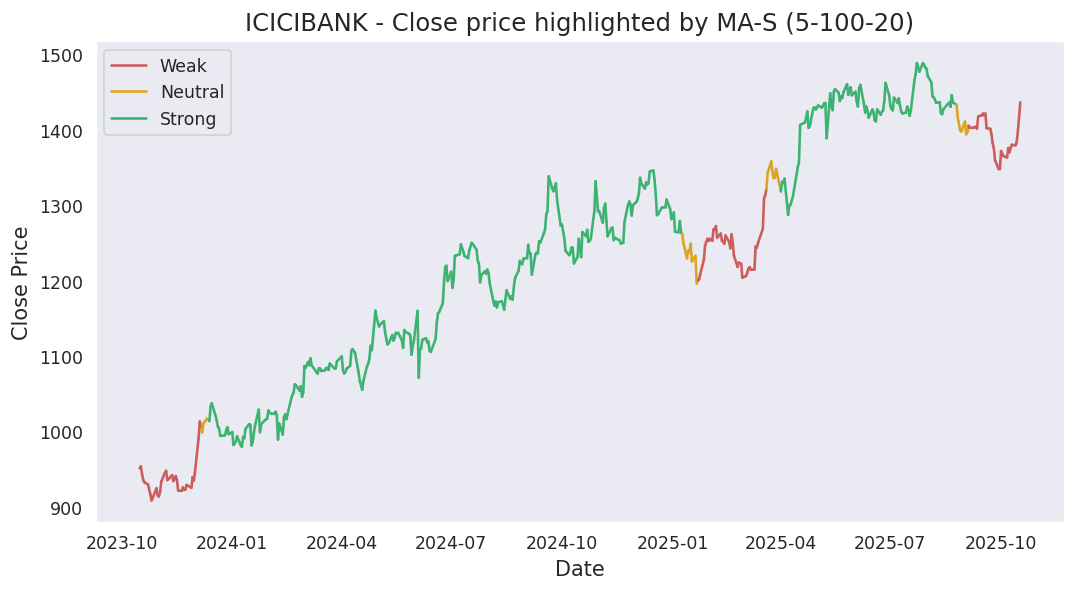 ICICIBANK - Close price highlighted by MA-S (5-100-20)
Weak
Neutral
Strong
Close Price
1500
1400
1300
1200
1100
1000
900
2023-10 2024-01 2024-04 2024-07 2024-10 2025-01 2025-04 2025-07 2025-10
Date